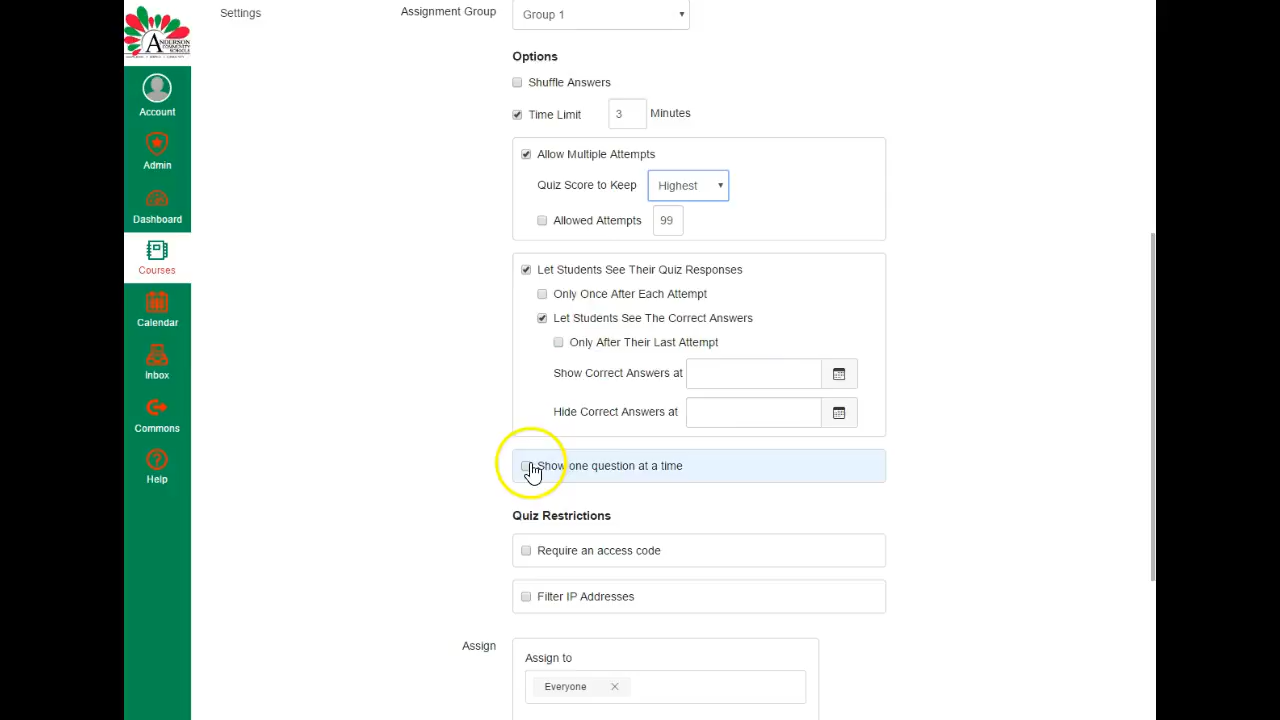 Settings
Assignment Group
Group 1
Options
Shuffle Answers
Time Limit
3
Minutes
Allow Multiple Attempts
Quiz Score to Keep
Highest
Allowed Attempts
99
Let Students See Their Quiz Responses
Only Once After Each Attempt
Let Students See The Correct Answers
Only After Their Last Attempt
Show Correct Answers at
Hide Correct Answers at
Show one question at a time
Quiz Restrictions
Require an access code
Filter IP Addresses
Assign
Assign to
Everyone
A
ANDERSON
COMMUNITY
SCHOOLS
Account
Admin
Dashboard
Courses
Calendar
Inbox
Commons
Help